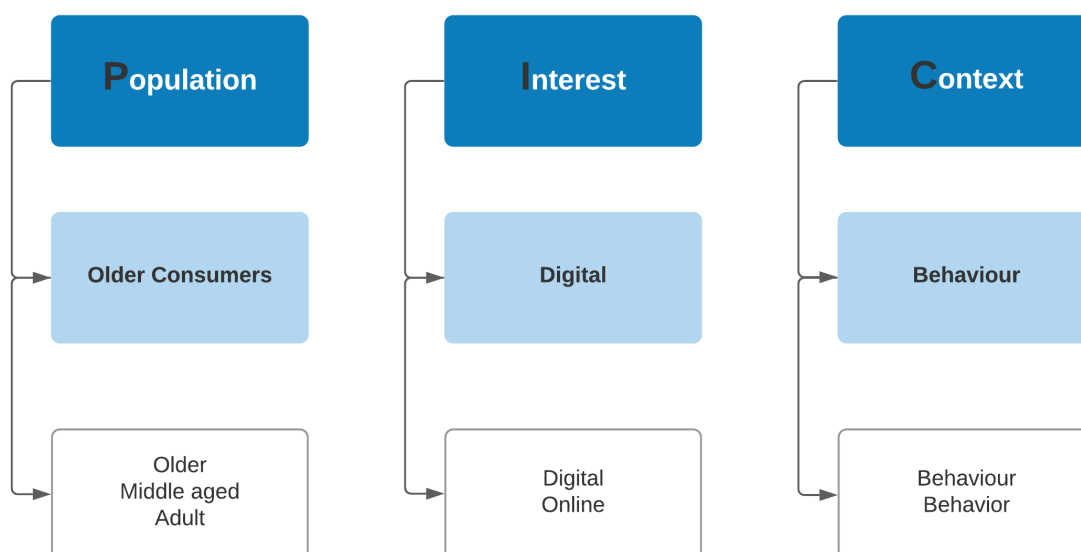 Population
Interest
Context
Older Consumers
Digital
Behaviour
Older
Middle aged
Adult
Digital
Online
Behaviour
Behavior